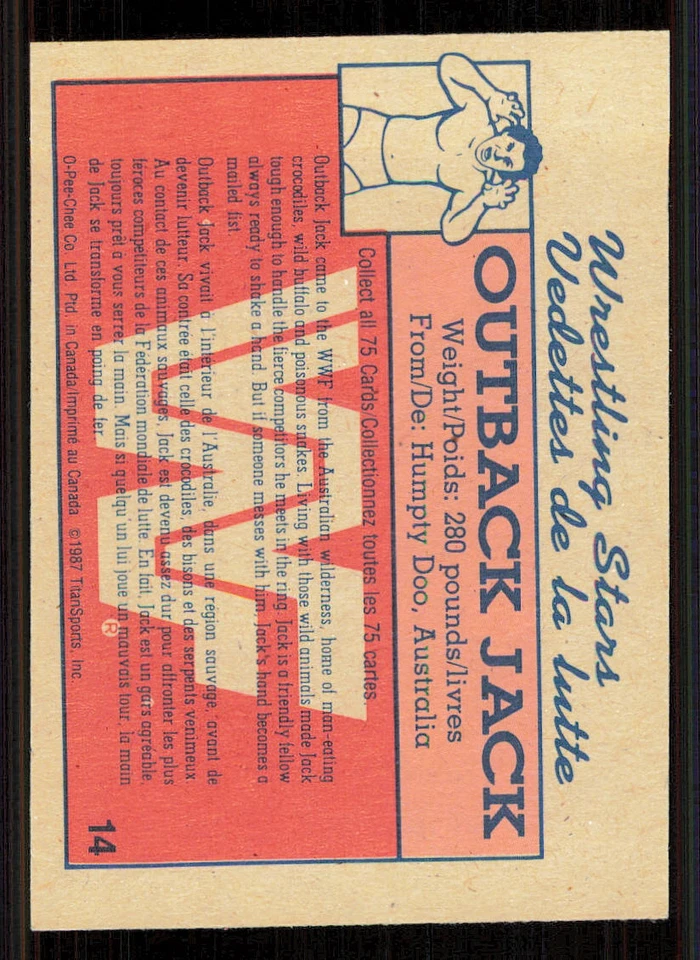 Wrestling Stars
Vedettes de la lutte
OUTBACK JACK
Weight/Poids: 280 pounds/livres
From/De: Humpty Doo, Australia
Collect all 75 Cards/Collectionnez toutes les 75 cartes
Outback Jack came to the WWF from the Australian wilderness, home of man-eating
crocodiles, wild buffalo and poisonous snakes. Living with those wild animals made Jack
tough enough to handle the fierce competitors he meets in the ring. Jack is a friendly fellow
always ready to shake a hand. But if someone messes with him, Jack's hand becomes a
mailed fist.
Outback Jack vivait à l'intérieur de l'Australie, dans une région sauvage, avant de
devenir lutteur. Sa contrée était celle des crocodiles, des bisons et des serpents venimeux.
Au contact de ces animaux sauvages, Jack est devenu assez dur pour affronter les plus
féroces compétiteurs de la Fédération mondiale de lutte. En fait, Jack est un gars agréable,
toujours prêt à vous serrer la main. Mais si quelqu'un lui joue un mauvais tour, la main
de Jack se transforme en poing de fer.
O-Pee-Chee Co. Ltd. Ptd. in Canada/Imprimé au Canada ©1987 TitanSports, Inc.
®
14